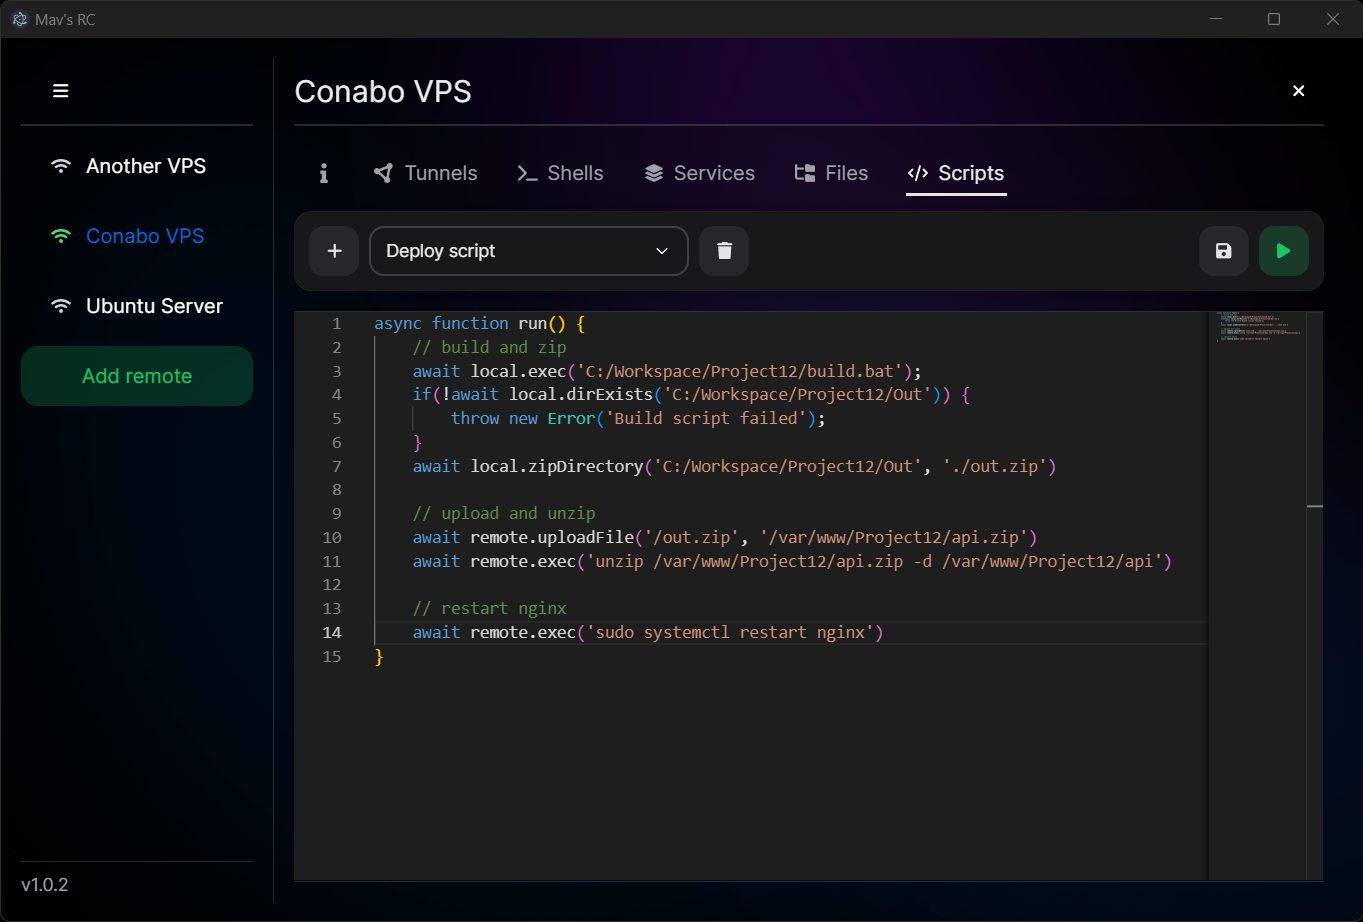 Mav's RC
Conabo VPS
Another VPS
Conabo VPS
Ubuntu Server
Add remote
v1.0.2
Tunnels
Shells
Services
Files
Scripts
Deploy script
1 async function run() {
2 // build and zip
3 await local.exec('C:/Workspace/Project12/build.bat');
4 if(!await local.dirExists('C:/Workspace/Project12/Out')) {
5 throw new Error('Build script failed');
6 }
7 await local.zipDirectory('C:/Workspace/Project12/Out', './out.zip')
8
9 // upload and unzip
10 await remote.uploadFile('/out.zip', '/var/www/Project12/api.zip')
11 await remote.exec('unzip /var/www/Project12/api.zip -d /var/www/Project12/api')
12
13 // restart nginx
14 await remote.exec('sudo systemctl restart nginx')
15 }